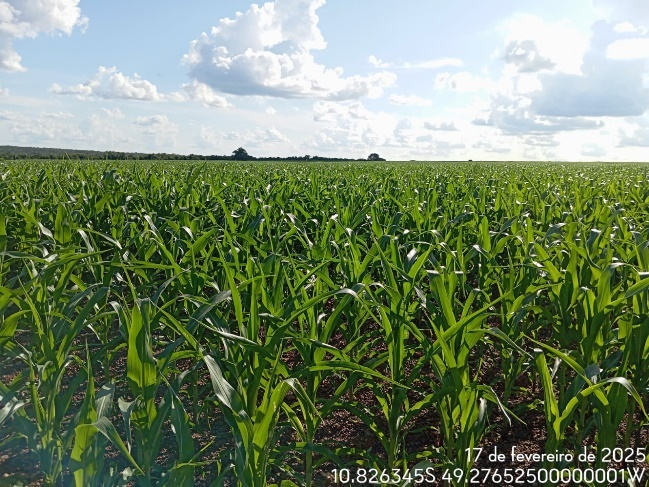 17 de fevereiro de 2025
10.826345S 49.27652500000001W